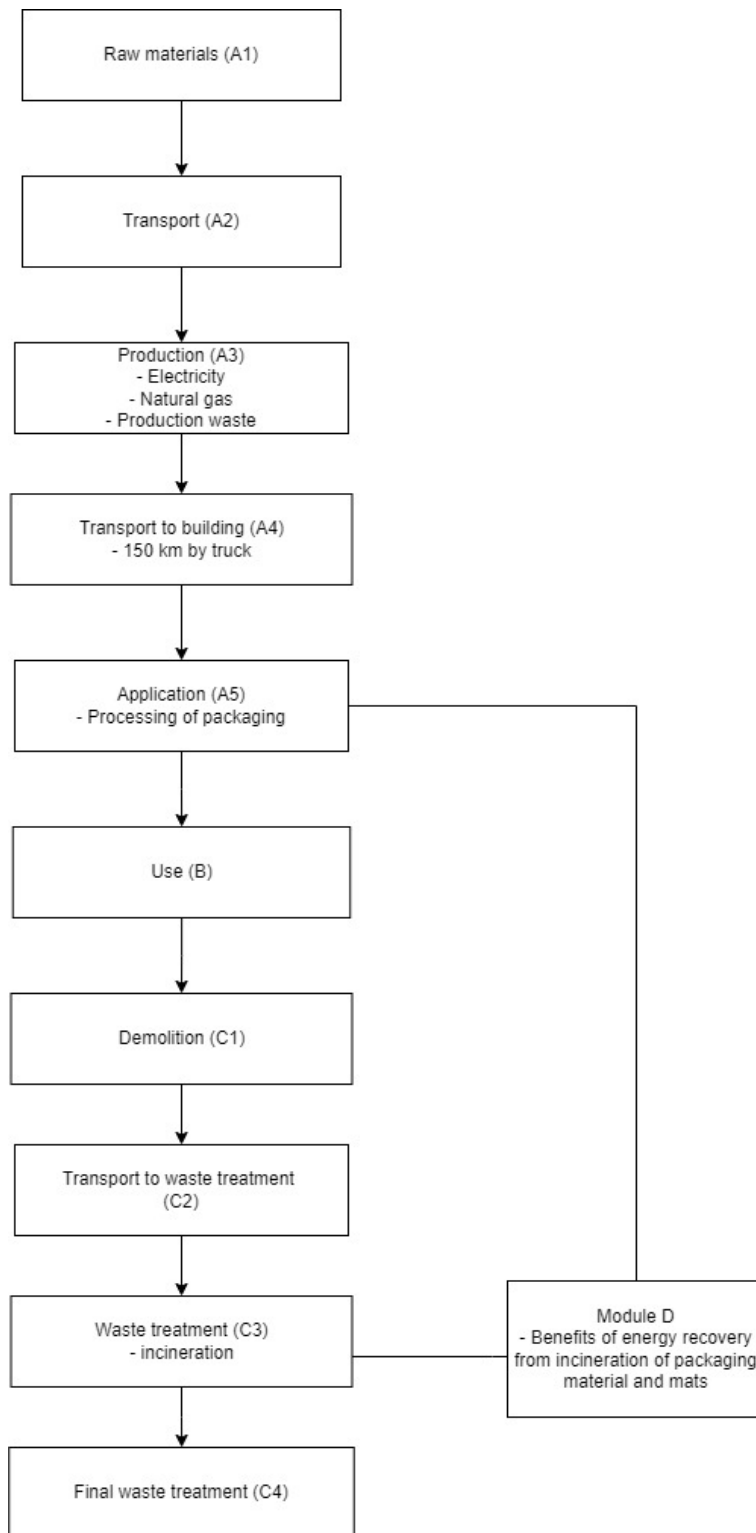 Raw materials (A1)
Transport (A2)
Production (A3)
- Electricity
- Natural gas
- Production waste
Transport to building (A4)
- 150 km by truck
Application (A5)
- Processing of packaging
Use (B)
Demolition (C1)
Transport to waste treatment
(C2)
Waste treatment (C3)
- incineration
Module D
- Benefits of energy recovery
from incineration of packaging
material and mats
Final waste treatment (C4)